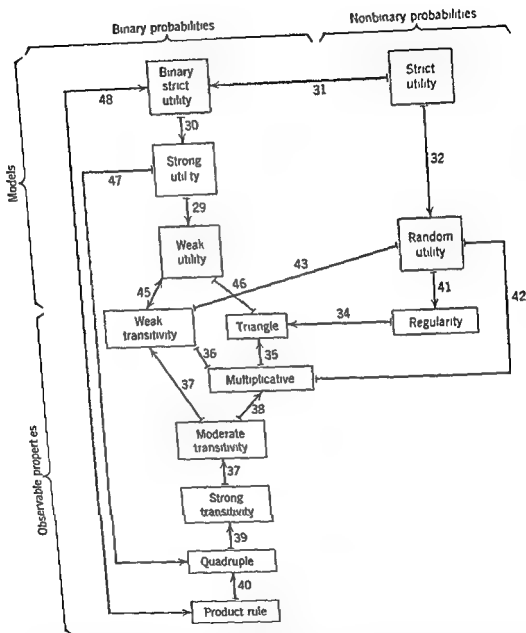 Binary probabilities
Nonbinary probabilities
Models
Observable properties
Binary
strict
utility
Strict
utility
48
31
30
32
47
Strong
utility
29
Weak
utility
43
Random
utility
45
46
41
42
Weak
transitivity
Triangle
34
Regularity
36
35
Multiplicative
37
38
Moderate
transitivity
37
Strong
transitivity
39
Quadruple
40
Product rule